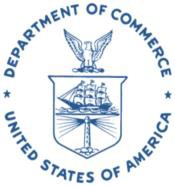 DEPARTMENT OF COMMERCE
UNITED STATES OF AMERICA